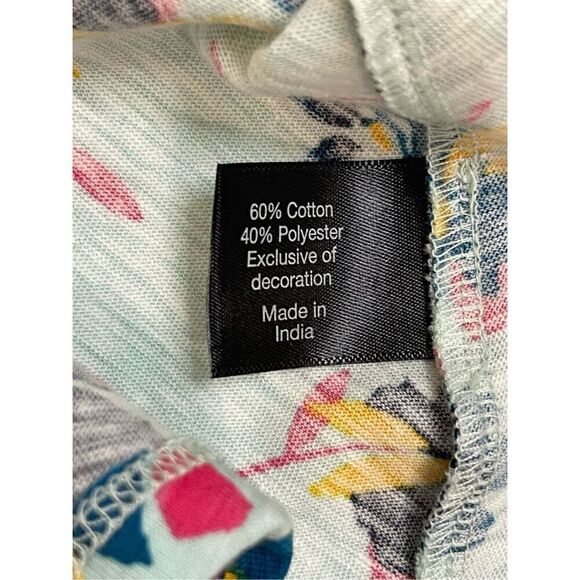 60% Cotton
40% Polyester
Exclusive of
decoration
Made in
India